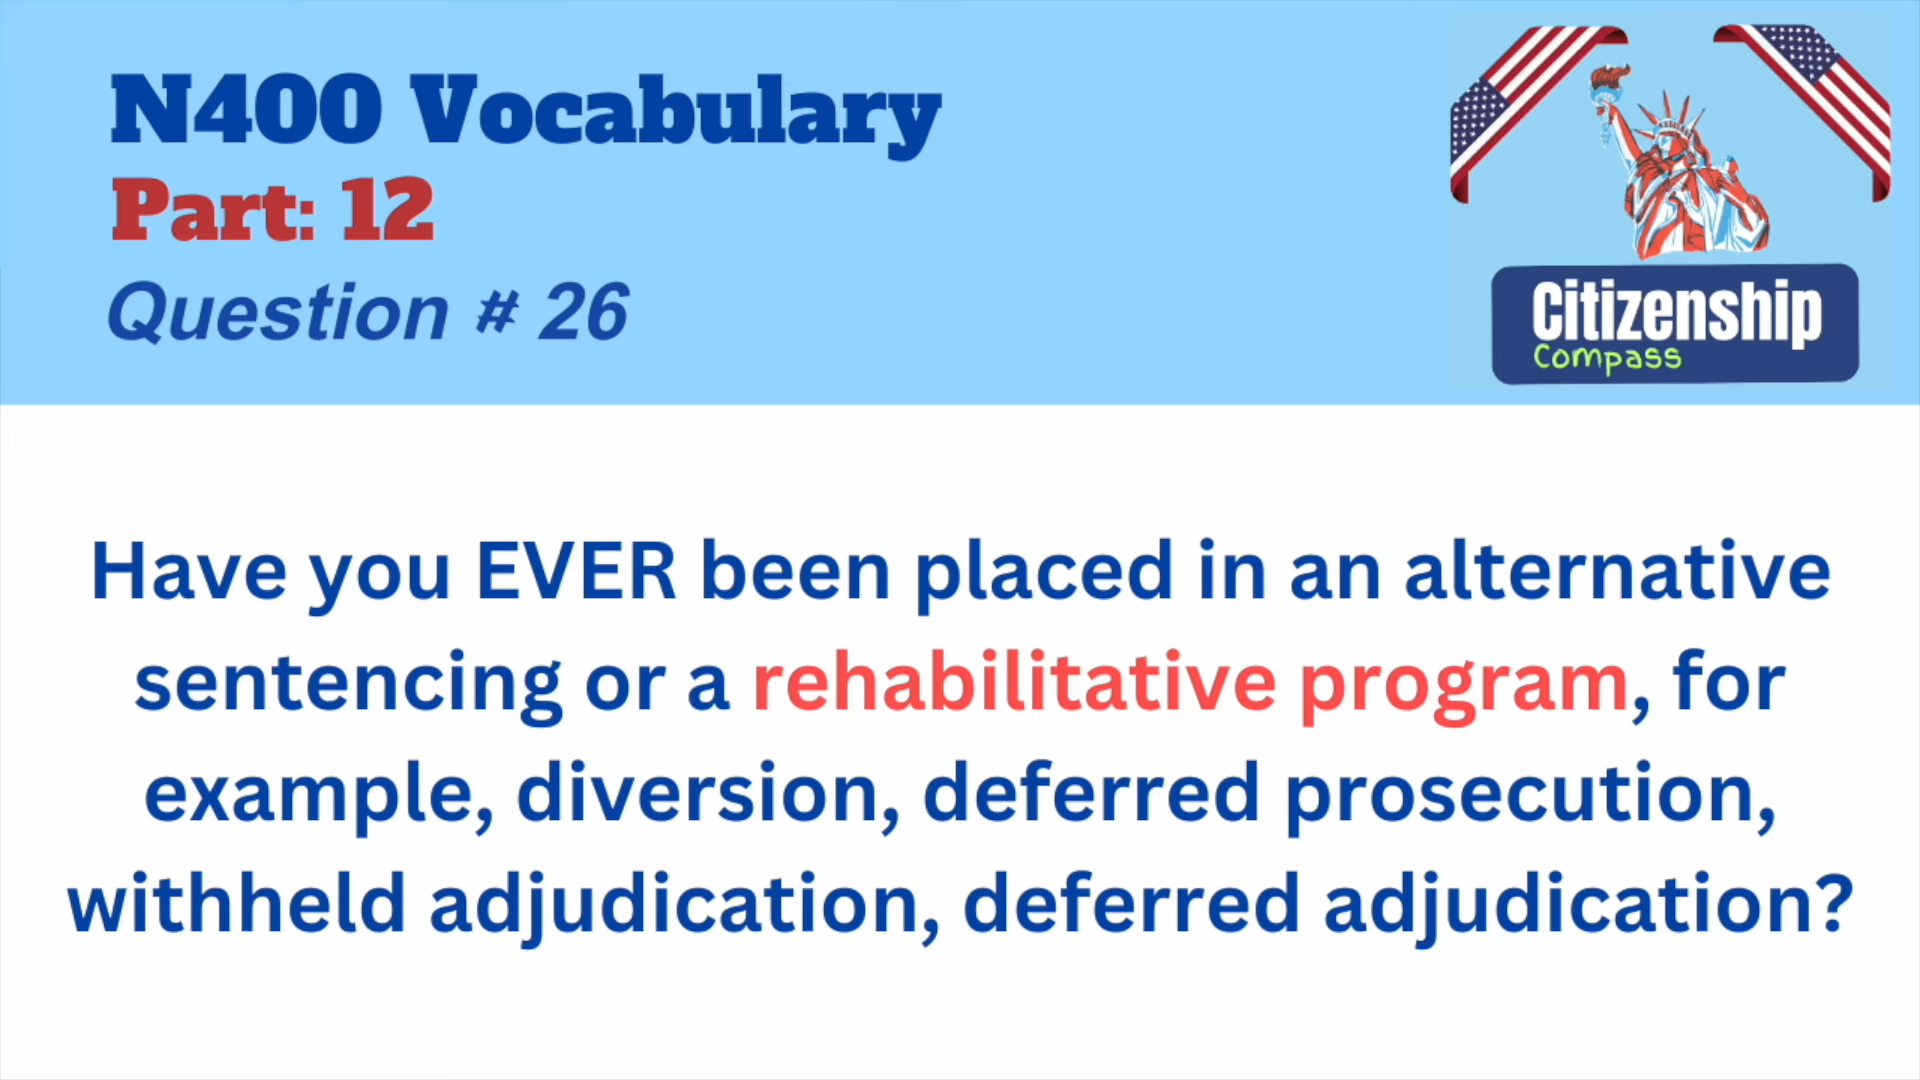 N400 Vocabulary
Part: 12
Question # 26
Citizenship
Compass
Have you EVER been placed in an alternative
sentencing or a rehabilitative program, for
example, diversion, deferred prosecution,
withheld adjudication, deferred adjudication?